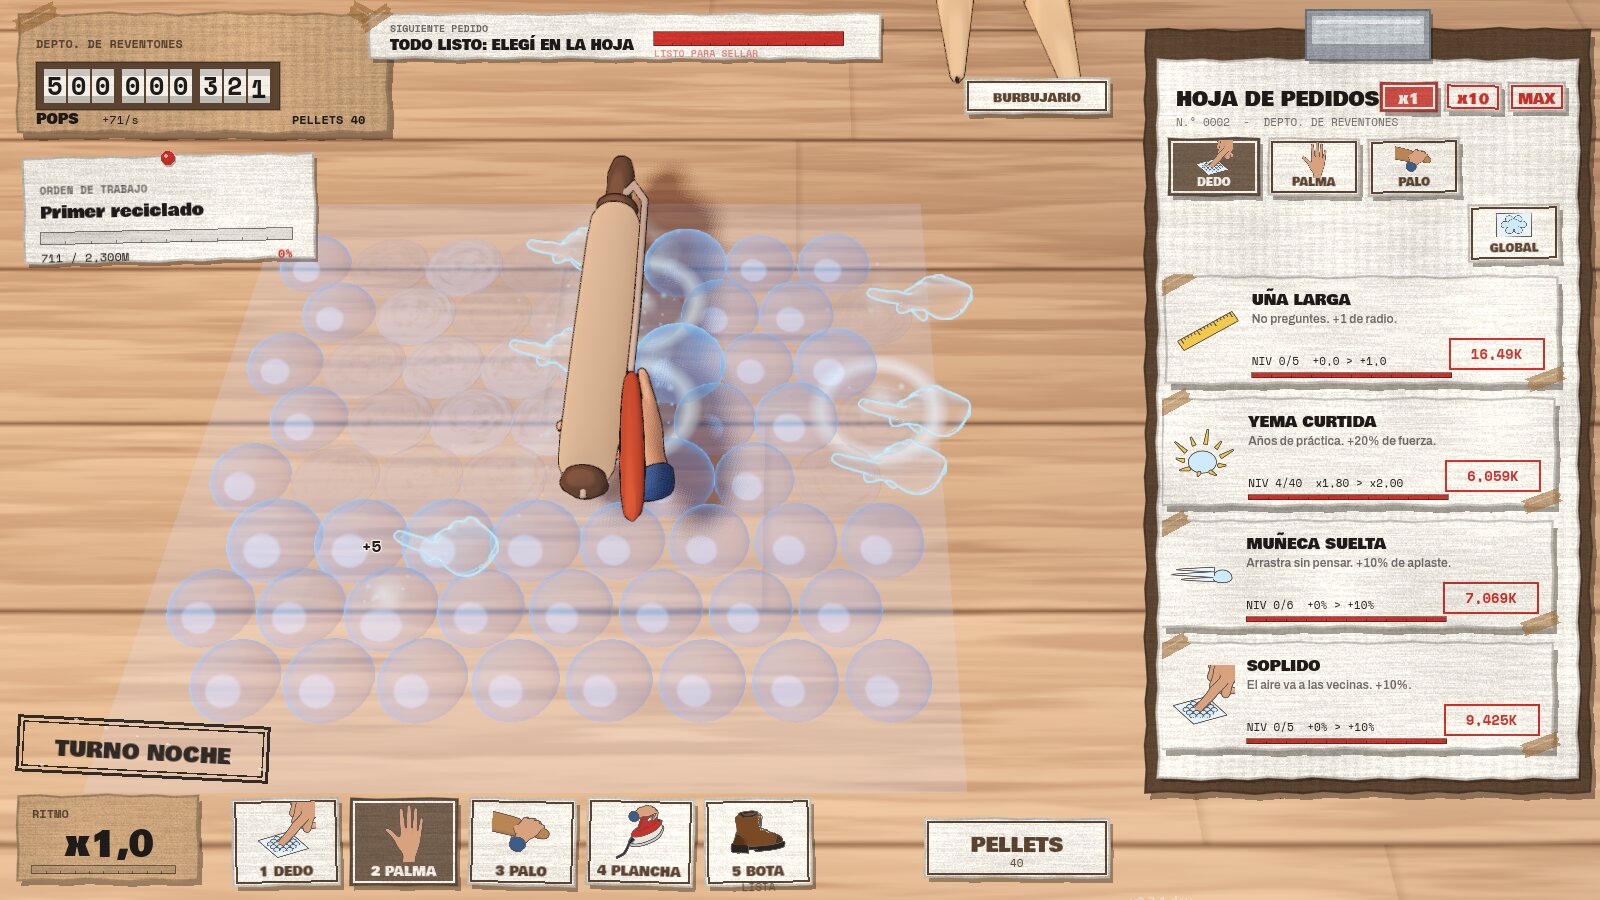 DEPTO. DE REVENTONES
500 000 321
POPS +71/s PELLETS 40
SIGUIENTE PEDIDO
TODO LISTO: ELEGÍ EN LA HOJA
LISTO PARA SELLAR
BURBUJARIO
ORDEN DE TRABAJO
Primer reciclado
0%
711 / 2,300M
+5
HOJA DE PEDIDOS
x1 x10 MAX
N.° 0002 - DEPTO. DE REVENTONES
DEDO PALMA PALO
GLOBAL
UÑA LARGA
No preguntes. +1 de radio.
NIV 0/5 +0,0 > +1,0
16,49K
YEMA CURTIDA
Años de práctica. +20% de fuerza.
NIV 4/40 x1,80 > x2,00
6,059K
MUÑECA SUELTA
Arrastra sin pensar. +10% de aplaste.
NIV 0/6 +0% > +10%
7,069K
SOPLIDO
El aire va a las vecinas. +10%.
NIV 0/5 +0% > +10%
9,425K
TURNO NOCHE
RITMO
x1,0
1 DEDO
2 PALMA
3 PALO
4 PLANCHA
5 BOTA
LISTA
PELLETS
40